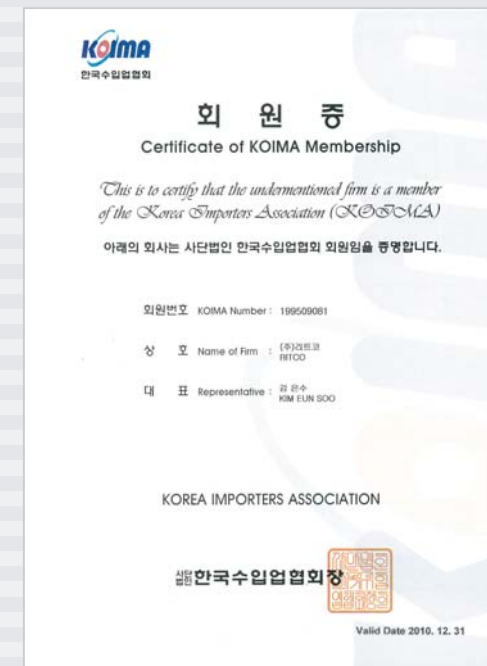 KOIMA
한국수입업협회
회 원 증
Certificate of KOIMA Membership
This is to certify that the undermentioned firm is a member
of the Korea Importers Association (KOIMA)
아래의 회사는 사단법인 한국수입업협회 회원임을 증명합니다.
회원번호 KOIMA Number : 199509081
상 호 Name of Firm : (주)리트코
RITCO
대 표 Representative : 김 은수
KIM EUN SOO
KOREA IMPORTERS ASSOCIATION
사단법인 한국수입업협회장
Valid Date 2010. 12. 31